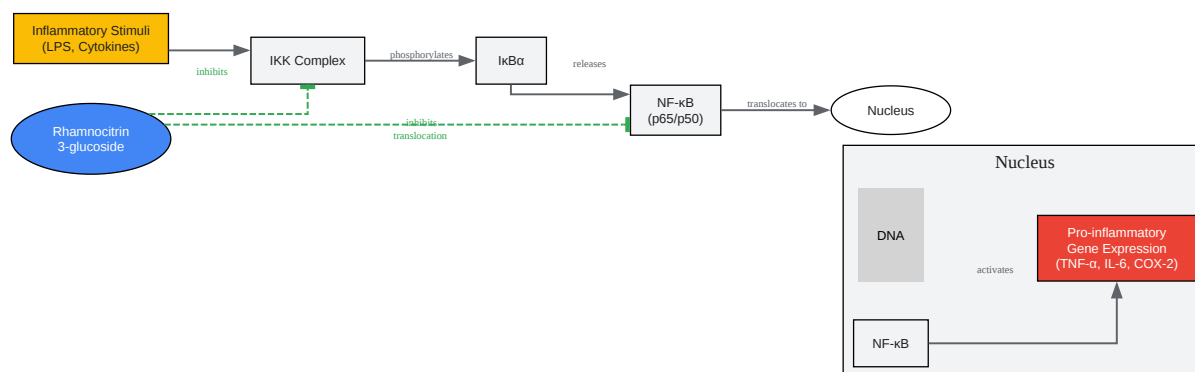 Inflammatory Stimuli
(LPS, Cytokines)
inhibits
IKK Complex
phosphorylates
IκBα
releases
Rhamnocitrin
3-glucoside
inhibits
translocation
NF-κB
(p65/p50)
translocates to
Nucleus
Nucleus
DNA
Pro-inflammatory
Gene Expression
(TNF-α, IL-6, COX-2)
activates
NF-κB